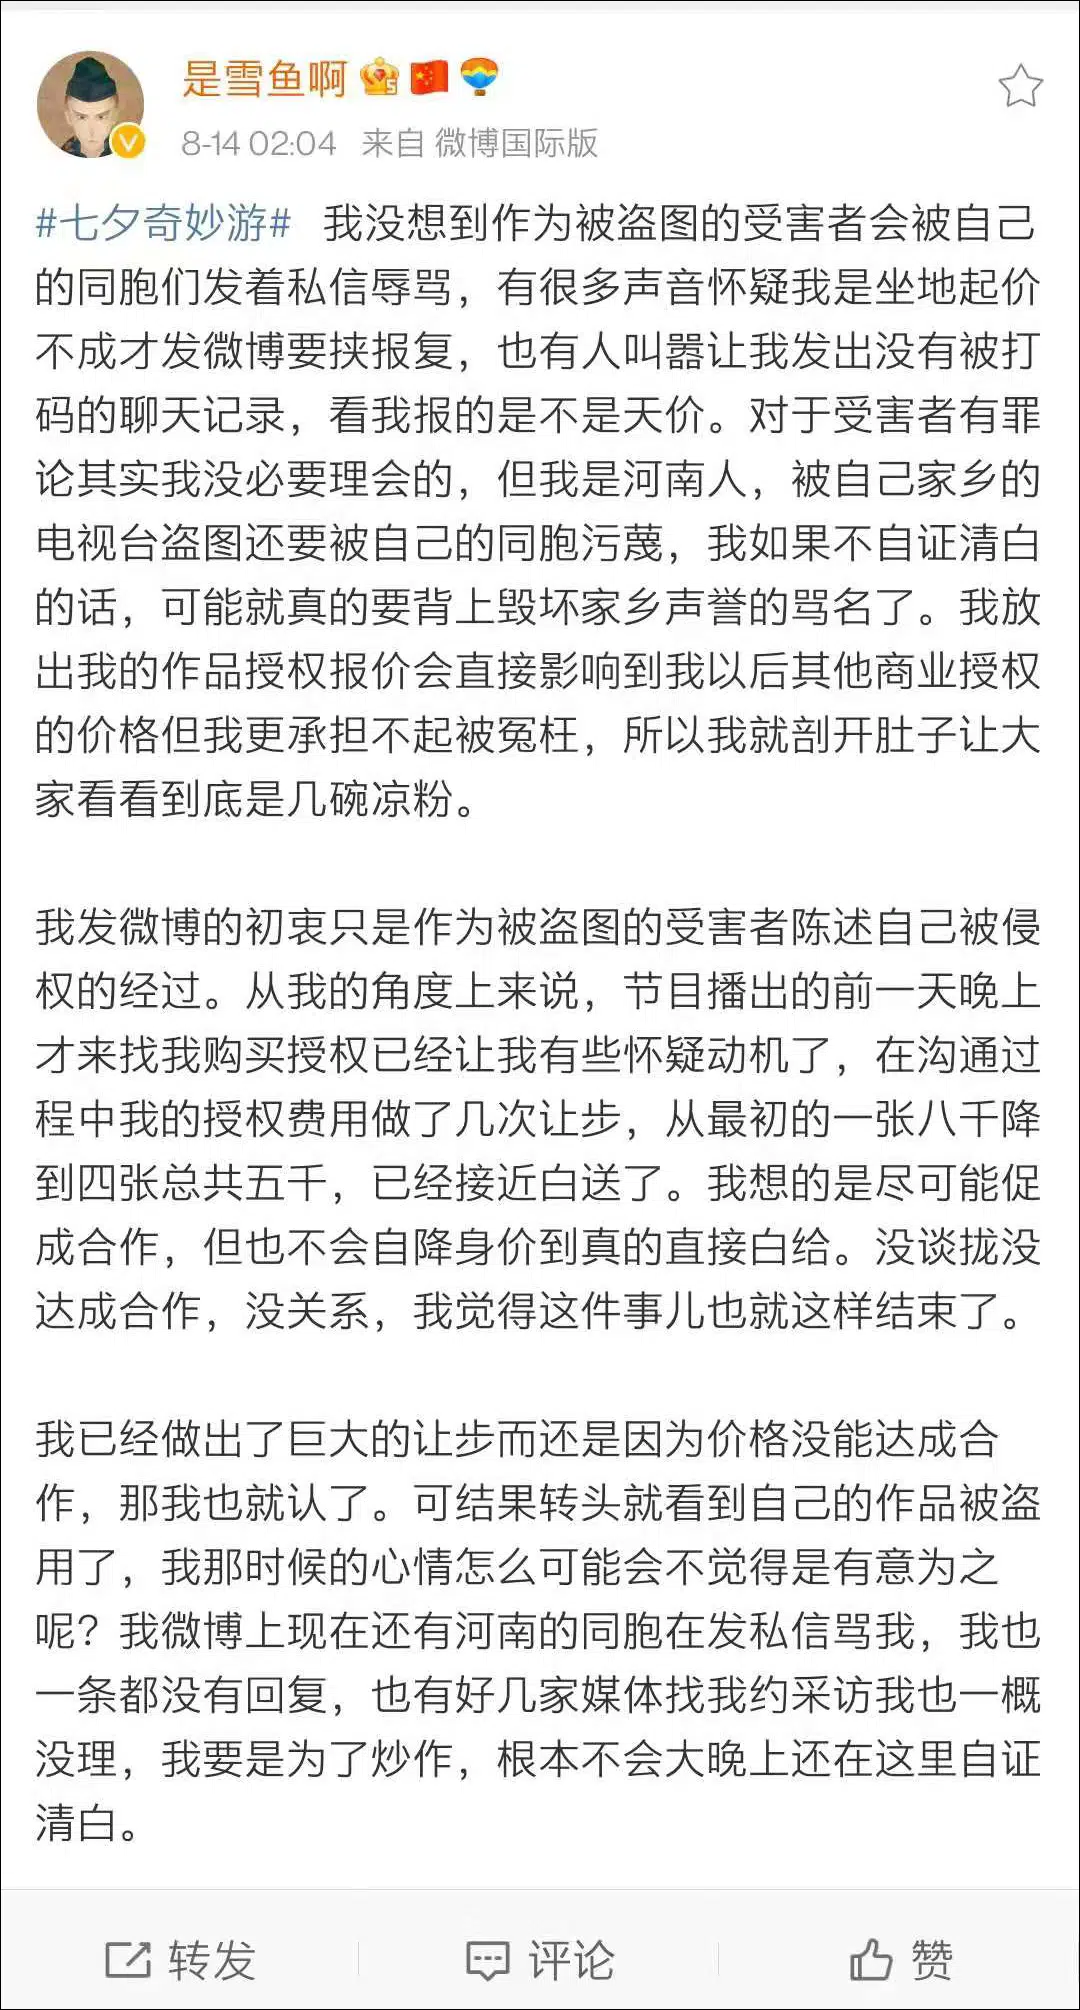 是雪鱼啊
8-14 02:04 来自 微博国际版
#七夕奇妙游# 我没想到作为被盗图的受害者会被自己
的同胞们发着私信辱骂，有很多声音怀疑我是坐地起价
不成才发微博要挟报复，也有人叫嚣让我发出没有被打
码的聊天记录，看我报的是不是天价。对于受害者有罪
论其实我没必要理会的，但我是河南人，被自己家乡的
电视台盗图还要被自己的同胞污蔑，我如果不自证清白
的话，可能就真的要背上毁坏家乡声誉的骂名了。我放
出我的作品授权报价会直接影响到我以后其他商业授权
的价格但我更承担不起被冤枉，所以我就剖开肚子让大
家看看到底是几碗凉粉。
我发微博的初衷只是作为被盗图的受害者陈述自己被侵
权的经过。从我的角度上来说，节目播出的前一天晚上
才来找我购买授权已经让我有些怀疑动机了，在沟通过
程中我的授权费用做了几次让步，从最初的一张八千降
到四张总共五千，已经接近白送了。我想的是尽可能促
成合作，但也不会自降身价到真的直接白给。没谈拢没
达成合作，没关系，我觉得这件事儿也就这样结束了。
我已经做出了巨大的让步而还是因为价格没能达成合
作，那我也就认了。可结果转头就看到自己的作品被盗
用了，我那时候的心情怎么可能会不觉得是有意为之
呢？我微博上现在还有河南的同胞在发私信骂我，我也
一条都没有回复，也有好几家媒体找我约采访我也一概
没理，我要是为了炒作，根本不会大晚上还在这里自证
清白。
转发 评论 赞